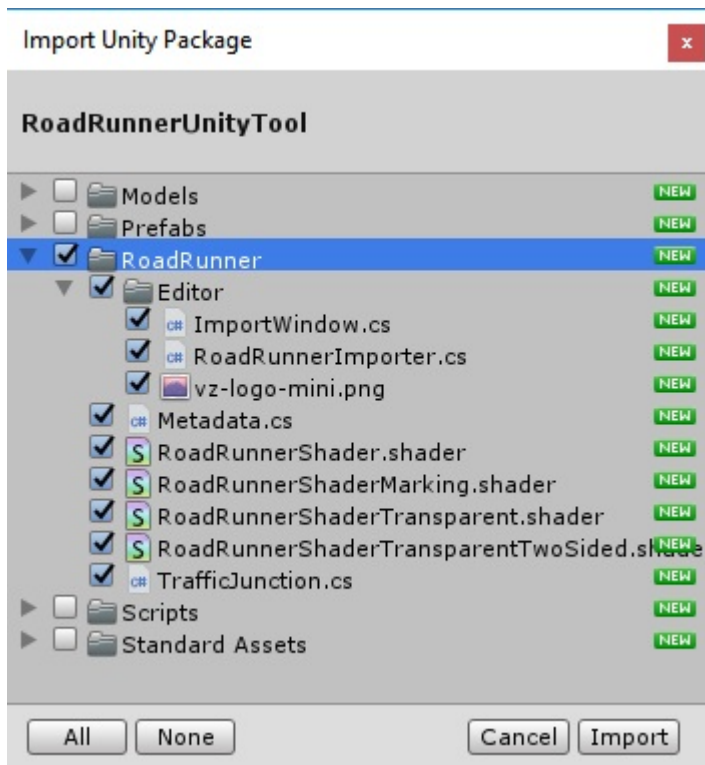 Import Unity Package
x
RoadRunnerUnityTool
Models NEW
Prefabs NEW
RoadRunner NEW
Editor NEW
c# ImportWindow.cs NEW
c# RoadRunnerImporter.cs NEW
vz-logo-mini.png NEW
c# Metadata.cs NEW
S RoadRunnerShader.shader NEW
S RoadRunnerShaderMarking.shader NEW
S RoadRunnerShaderTransparent.shader NEW
S RoadRunnerShaderTransparentTwoSided.shade NEW
c# TrafficJunction.cs NEW
Scripts NEW
Standard Assets NEW
All None Cancel Import